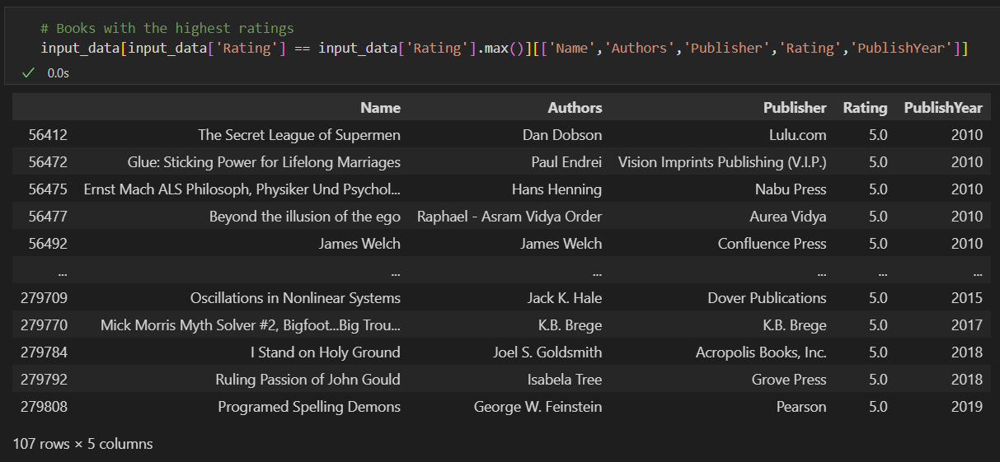 # Books with the highest ratings
input_data[input_data['Rating'] == input_data['Rating'].max()][['Name','Authors','Publisher','Rating','PublishYear']]
0.0s
Name Authors Publisher Rating PublishYear
56412 The Secret League of Supermen Dan Dobson Lulu.com 5.0 2010
56472 Glue: Sticking Power for Lifelong Marriages Paul Endrei Vision Imprints Publishing (V.I.P.) 5.0 2010
56475 Ernst Mach ALS Philosoph, Physiker Und Psychol... Hans Henning Nabu Press 5.0 2010
56477 Beyond the illusion of the ego Raphael - Asram Vidya Order Aurea Vidya 5.0 2010
56492 James Welch James Welch Confluence Press 5.0 2010
... ... ... ... ... ...
279709 Oscillations in Nonlinear Systems Jack K. Hale Dover Publications 5.0 2015
279770 Mick Morris Myth Solver #2, Bigfoot...Big Trou... K.B. Brege K.B. Brege 5.0 2017
279784 I Stand on Holy Ground Joel S. Goldsmith Acropolis Books, Inc. 5.0 2018
279792 Ruling Passion of John Gould Isabela Tree Grove Press 5.0 2018
279808 Programed Spelling Demons George W. Feinstein Pearson 5.0 2019
107 rows × 5 columns